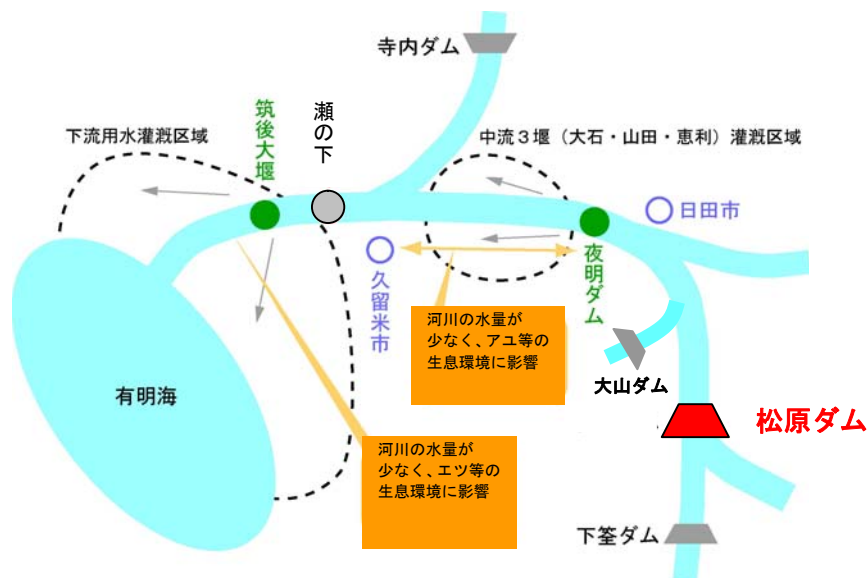 寺内ダム
瀬の下
筑後大堰
下流用水灌漑区域
中流3堰（大石・山田・恵利）灌漑区域
日田市
夜明ダム
久留米市
河川の水量が
少なく、アユ等の
生息環境に影響
大山ダム
有明海
松原ダム
河川の水量が
少なく、エツ等の
生息環境に影響
下筌ダム